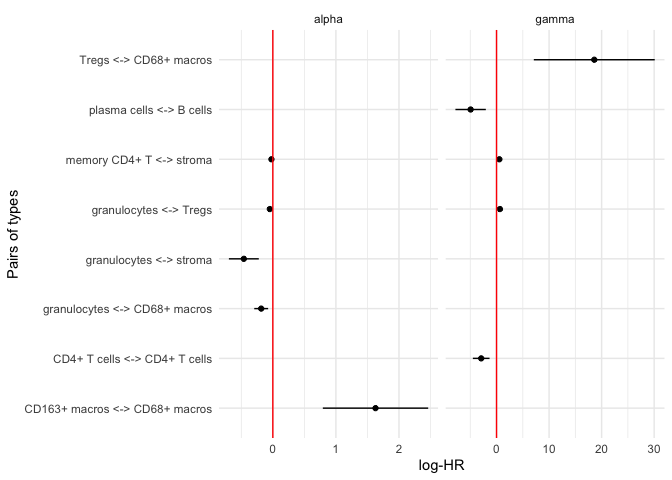 alpha
gamma
Pairs of types
Tregs <-> CD68+ macros
plasma cells <-> B cells
memory CD4+ T <-> stroma
granulocytes <-> Tregs
granulocytes <-> stroma
granulocytes <-> CD68+ macros
CD4+ T cells <-> CD4+ T cells
CD163+ macros <-> CD68+ macros
0 1 2
0 10 20 30
log-HR